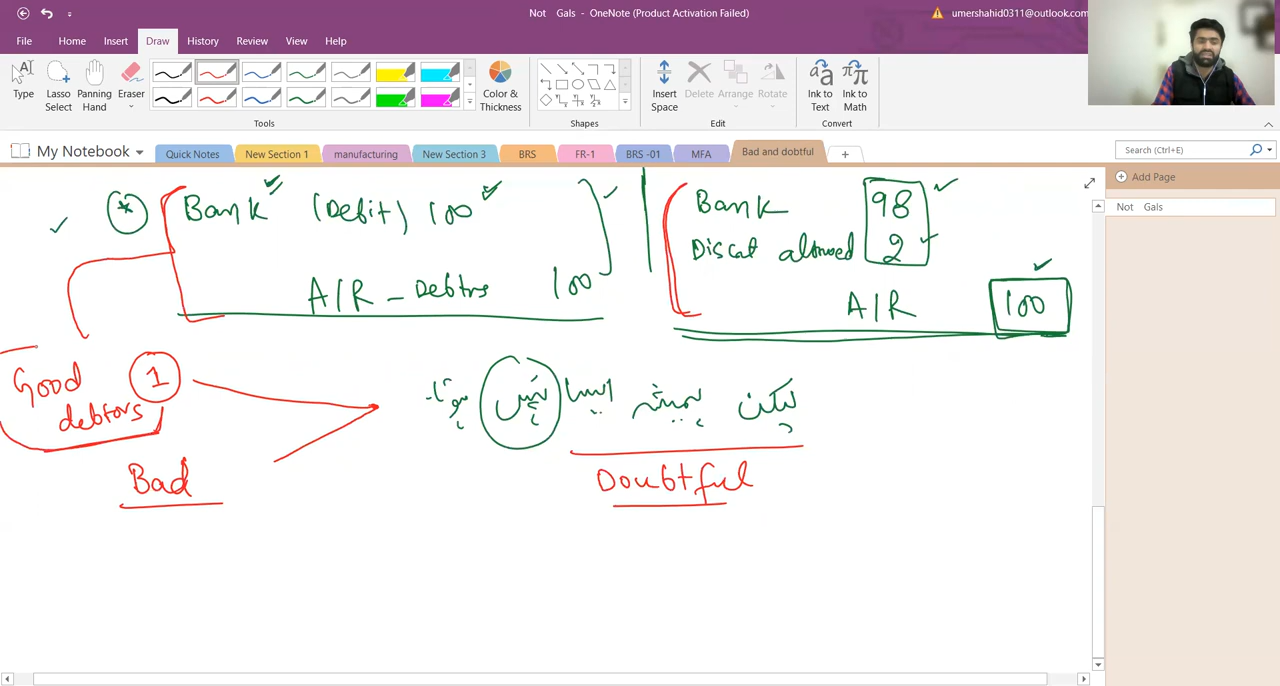 Not Gals - OneNote (Product Activation Failed)
umershahid0311@outlook.com
File Home Insert Draw History Review View Help
Type
Lasso Select
Panning Hand
Eraser
Color & Thickness
Insert Space
Delete
Arrange
Rotate
Ink to Text
Ink to Math
Tools
Shapes
Edit
Convert
My Notebook
Quick Notes
New Section 1
manufacturing
New Section 3
BRS
FR-1
BRS -01
MFA
Bad and dobtful
Search (Ctrl+E)
Add Page
Not Gals
Bank (Debit) 100
A/R - Debtors 100
Bank 98
Discat allowed 2
A/R 100
Good debtors 1
لیکن ہمیشہ ایسا نہیں ہوتا
Bad
Doubtful